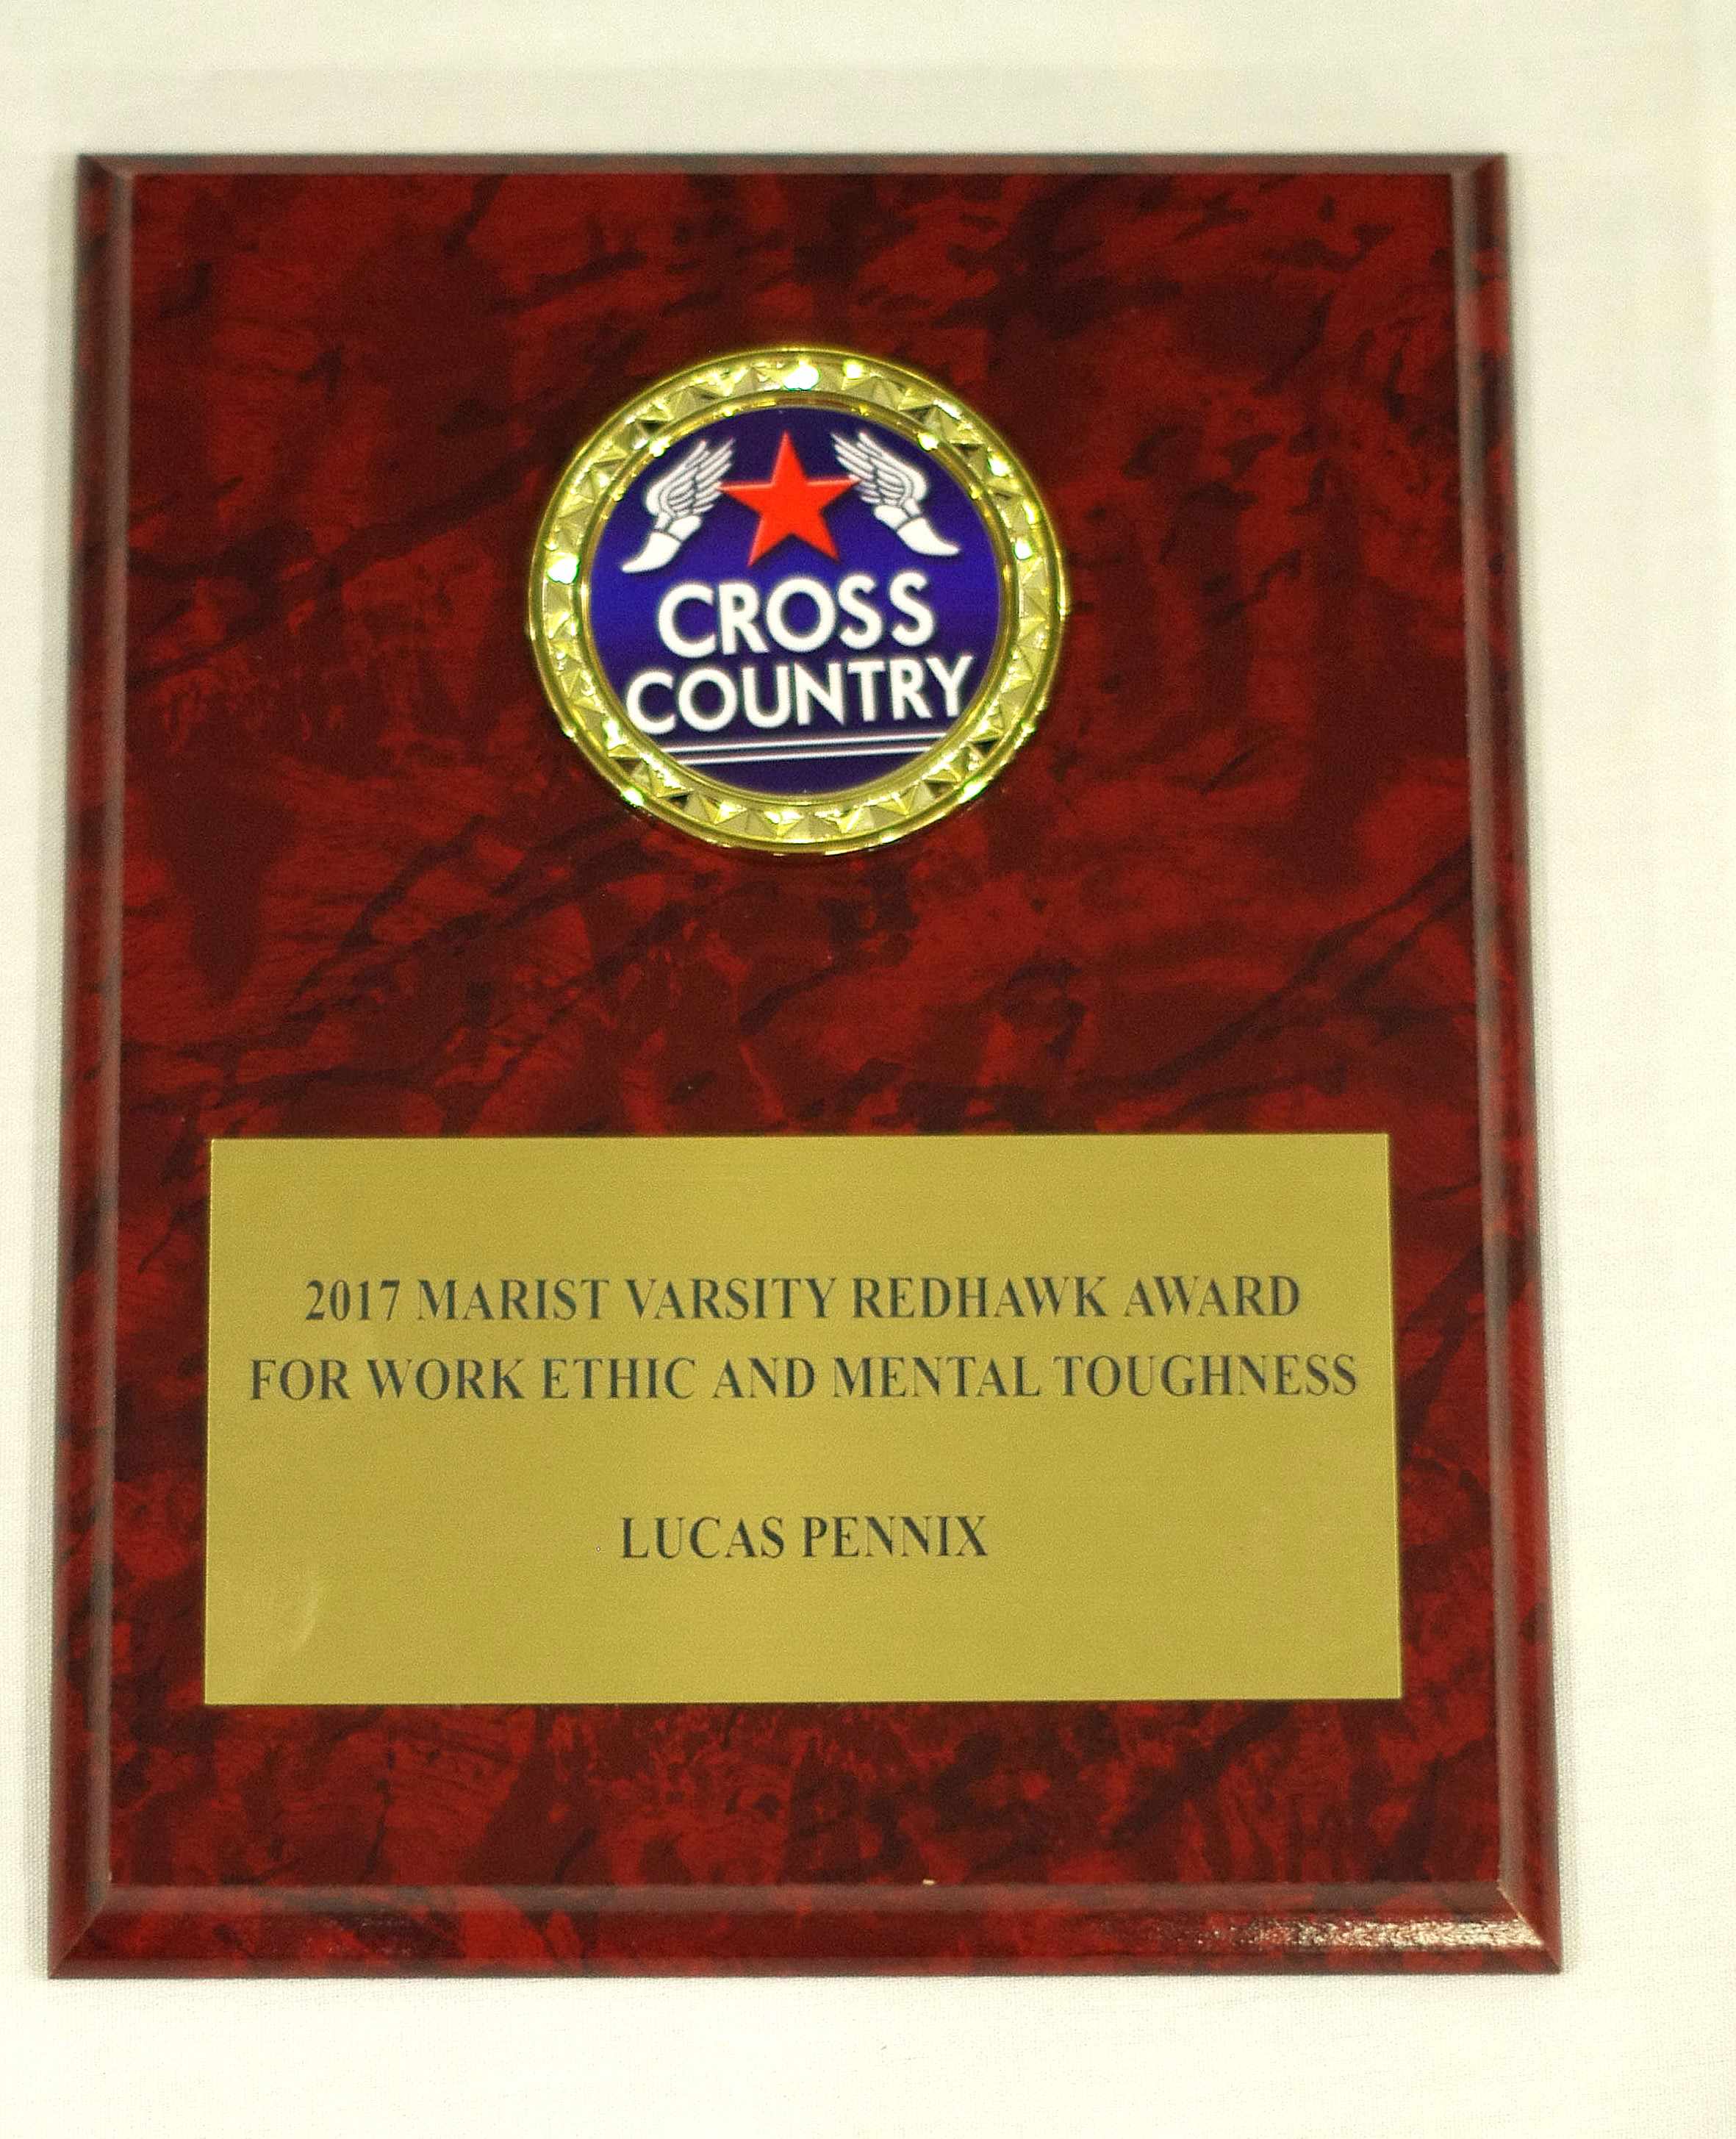 CROSS
COUNTRY
2017 MARIST VARSITY REDHAWK AWARD
FOR WORK ETHIC AND MENTAL TOUGHNESS
LUCAS PENNIX